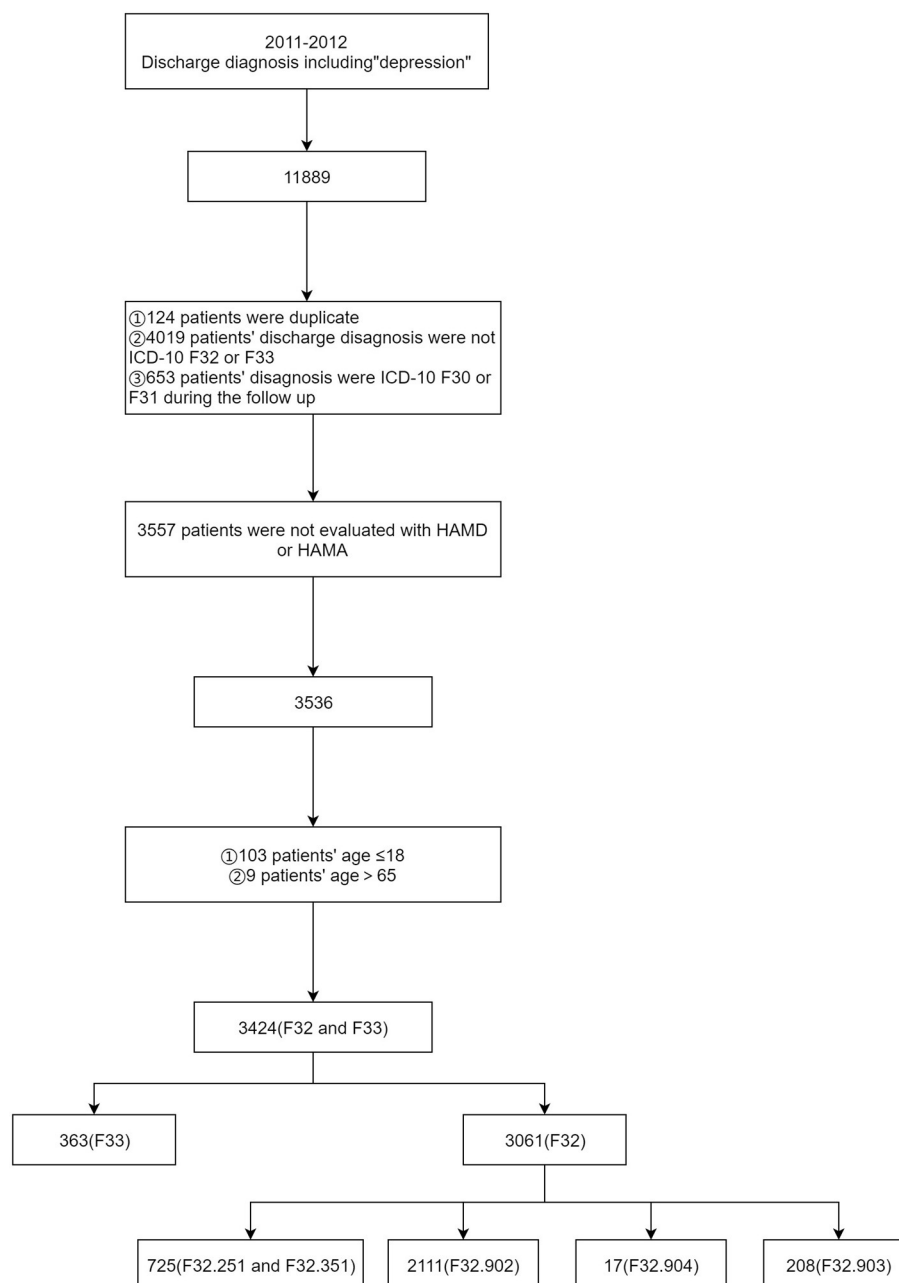 2011-2012
Discharge diagnosis including"depression"
11889
①124 patients were duplicate
②4019 patients' discharge disagnosis were not
ICD-10 F32 or F33
③653 patients' disagnosis were ICD-10 F30 or
F31 during the follow up
3557 patients were not evaluated with HAMD
or HAMA
3536
①103 patients' age ≤18
②9 patients' age > 65
3424(F32 and F33)
363(F33)
3061(F32)
725(F32.251 and F32.351)
2111(F32.902)
17(F32.904)
208(F32.903)